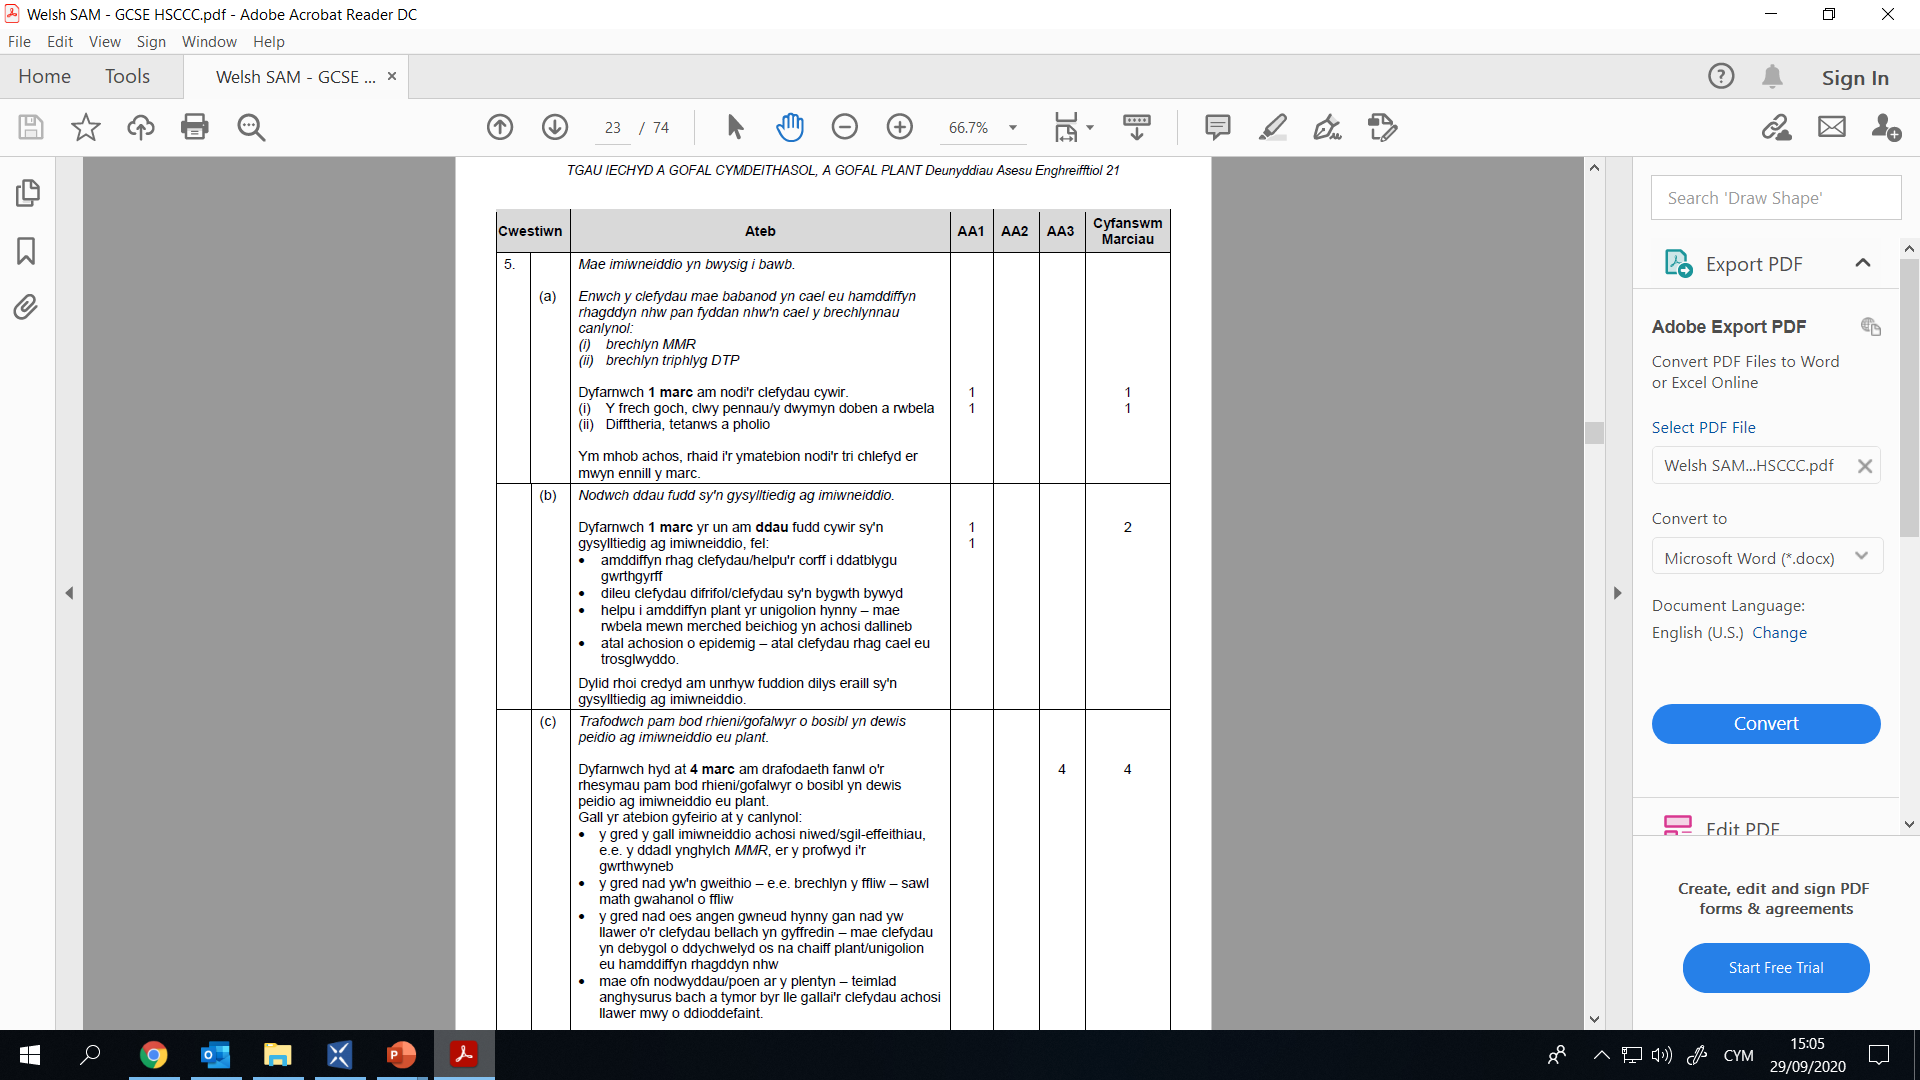 Welsh SAM - GCSE HSCCC.pdf - Adobe Acrobat Reader DC
File Edit View Sign Window Help
Home Tools Welsh SAM - GCSE ... × Sign In
23 / 74 66.7%
TGAU IECHYD A GOFAL CYMDEITHASOL, A GOFAL PLANT Deunyddiau Asesu Enghreifftiol 21
Cwestiwn Ateb AA1 AA2 AA3 Cyfanswm
Marciau
5. Mae imiwneiddio yn bwysig i bawb.
(a) Enwch y clefydau mae babanod yn cael eu hamddiffyn
rhagddyn nhw pan fyddan nhw'n cael y brechlynnau
canlynol:
(i) brechlyn MMR
(ii) brechlyn triphlyg DTP
Dyfarnwch 1 marc am nodi'r clefydau cywir. 1 1
(i) Y frech goch, clwy pennau/y dwymyn doben a rwbela 1 1
(ii) Difftheria, tetanws a pholio
Ym mhob achos, rhaid i'r ymatebion nodi'r tri chlefyd er
mwyn ennill y marc.
(b) Nodwch ddau fudd sy'n gysylltiedig ag imiwneiddio.
Dyfarnwch 1 marc yr un am ddau fudd cywir sy'n 1 2
gysylltiedig ag imiwneiddio, fel: 1
• amddiffyn rhag clefydau/helpu'r corff i ddatblygu
gwrthgyrff
• dileu clefydau difrifol/clefydau sy'n bygwth bywyd
• helpu i amddiffyn plant yr unigolion hynny – mae
rwbela mewn merched beichiog yn achosi dallineb
• atal achosion o epidemig – atal clefydau rhag cael eu
trosglwyddo.
Dylid rhoi credyd am unrhyw fuddion dilys eraill sy'n
gysylltiedig ag imiwneiddio.
(c) Trafodwch pam bod rhieni/gofalwyr o bosibl yn dewis
peidio ag imiwneiddio eu plant.
Dyfarnwch hyd at 4 marc am drafodaeth fanwl o'r 4 4
rhesymau pam bod rhieni/gofalwyr o bosibl yn dewis
peidio ag imiwneiddio eu plant.
Gall yr atebion gyfeirio at y canlynol:
• y gred y gall imiwneiddio achosi niwed/sgil-effeithiau,
e.e. y ddadl ynghylch MMR, er y profwyd i'r
gwrthwyneb
• y gred nad yw'n gweithio – e.e. brechlyn y ffliw – sawl
math gwahanol o ffliw
• y gred nad oes angen gwneud hynny gan nad yw
llawer o'r clefydau bellach yn gyffredin – mae clefydau
yn debygol o ddychwelyd os na chaiff plant/unigolion
eu hamddiffyn rhagddyn nhw
• mae ofn nodwyddau/poen ar y plentyn – teimlad
anghysurus bach a tymor byr lle gallai'r clefydau achosi
llawer mwy o ddioddefaint.
Search 'Draw Shape'
Export PDF
Adobe Export PDF
Convert PDF Files to Word
or Excel Online
Select PDF File
Welsh SAM...HSCCC.pdf
Convert to
Microsoft Word (*.docx)
Document Language:
English (U.S.) Change
Convert
Edit PDF
Create, edit and sign PDF
forms & agreements
Start Free Trial
CYM
15:05
29/09/2020